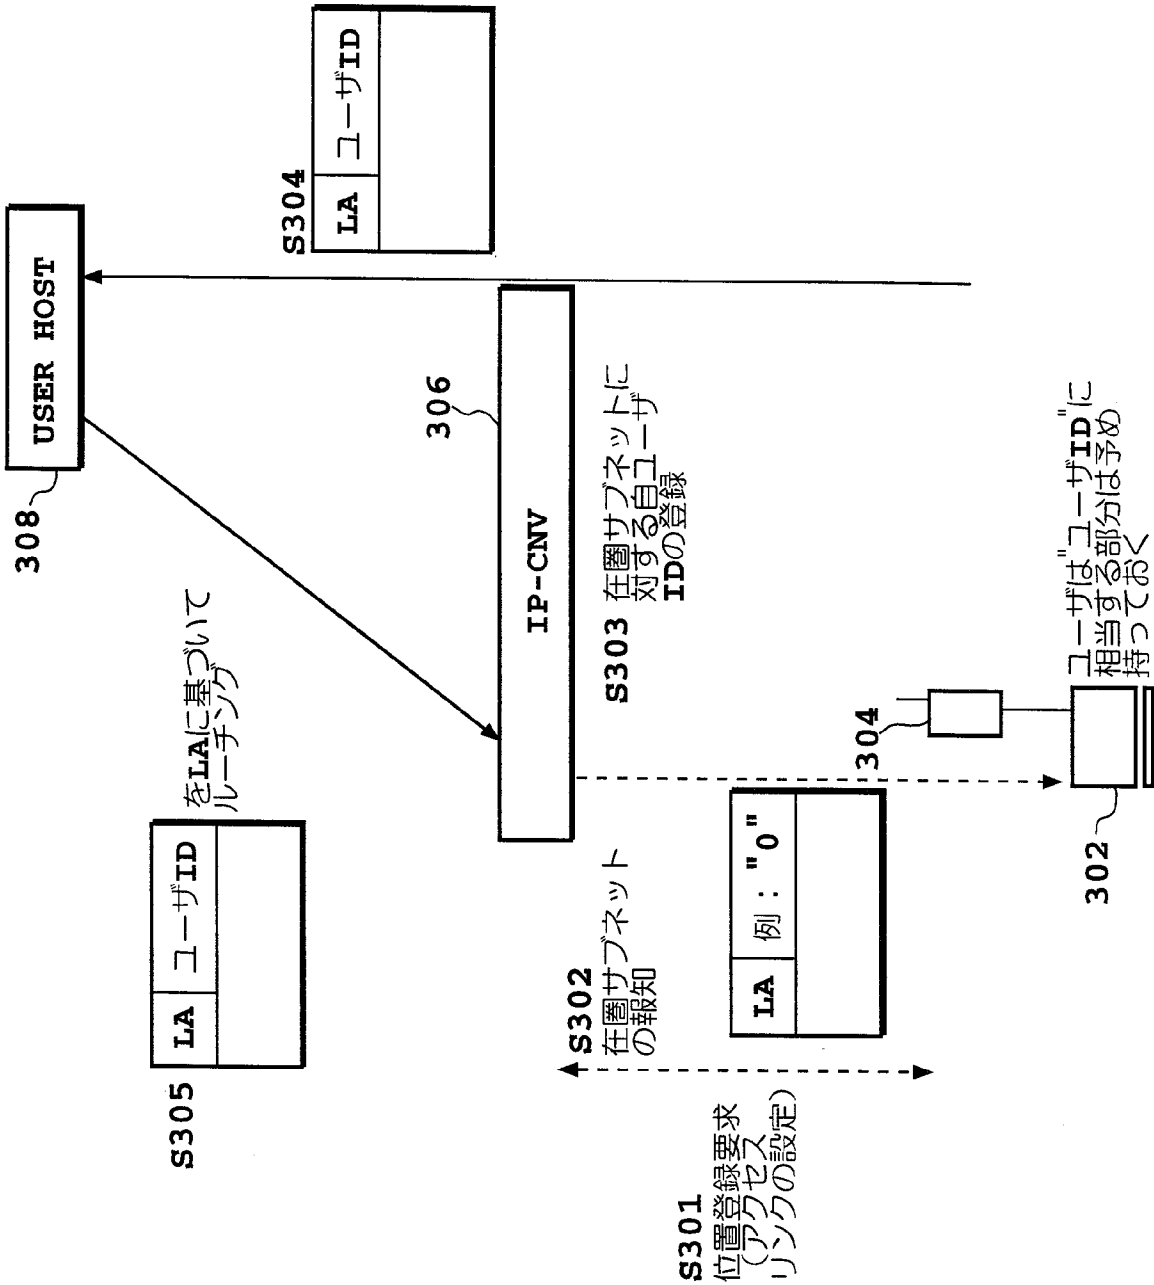 S301
位置登録要求
(アクセス
リンクの設定)
S305
LA ユーザID
をLAに基づいて
ルーチング
S302
在圏サブネット
の報知
LA 例："0"
308
USER HOST
306
IP-CNV
S303 在圏サブネットに
対する自ユーザ
IDの登録
S304
LA ユーザID
304
302
ユーザは"ユーザID"に
相当する部分は予め
持っておく